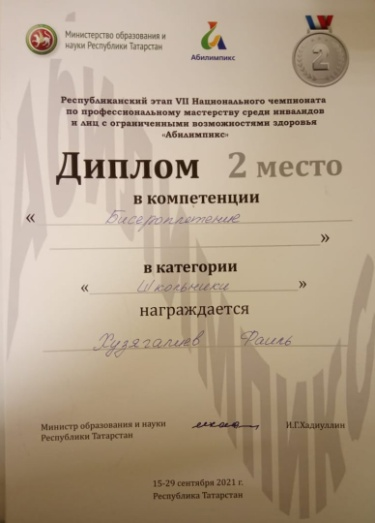 Министерство образования и
науки Республики Татарстан
Абилимпикс
2
Республиканский этап VII Национального чемпионата
по профессиональному мастерству среди инвалидов
и лиц с ограниченными возможностями здоровья
«Абилимпикс»
Диплом 2 место
в компетенции
« Бисероплетение
»
в категории
« Школьники »
награждается
Хузягалиев Фаиль
Министр образования и науки
Республики Татарстан
И.Г.Хадиуллин
15-29 сентября 2021 г.
Республика Татарстан
АБИЛИМПИКС